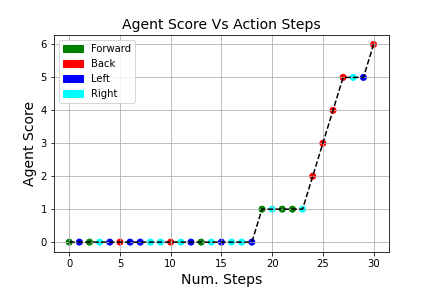 Agent Score Vs Action Steps
6
5
4
3
2
1
0
Agent Score
Forward
Back
Left
Right
0 5 10 15 20 25 30
Num. Steps